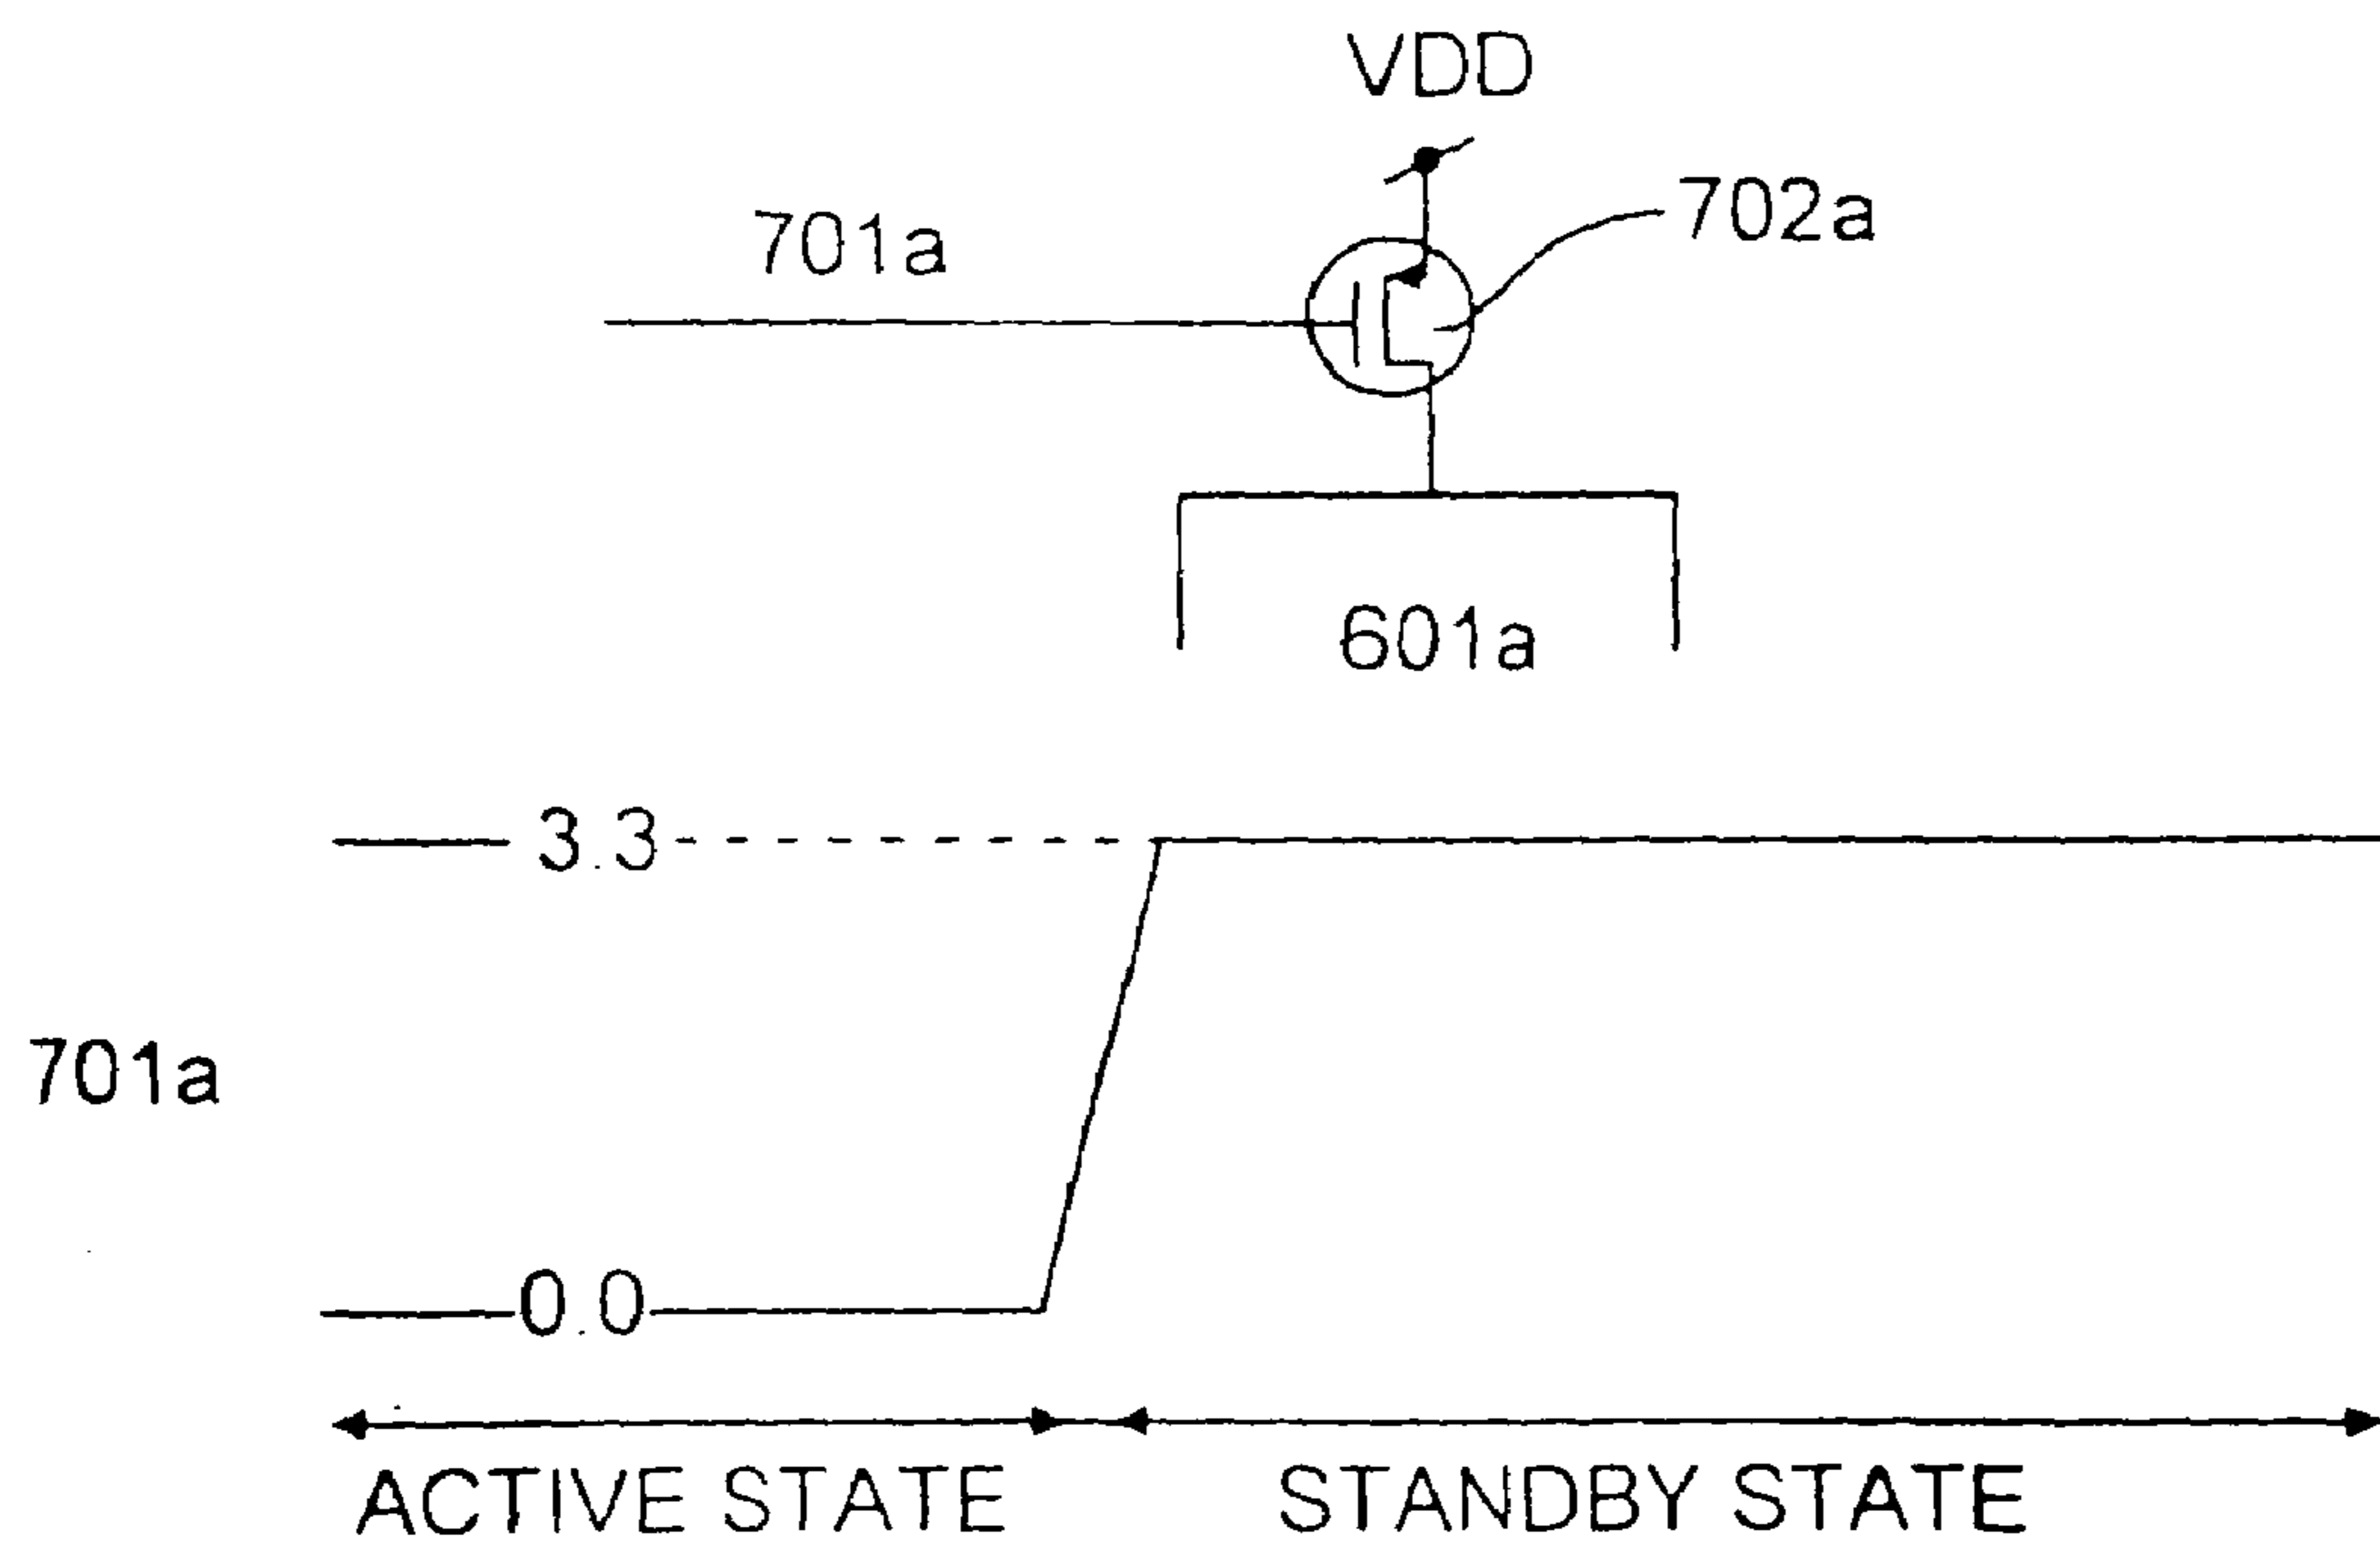 VDD
702a
701a
601a
3.3
701a
0.0
ACTIVE STATE
STANDBY STATE